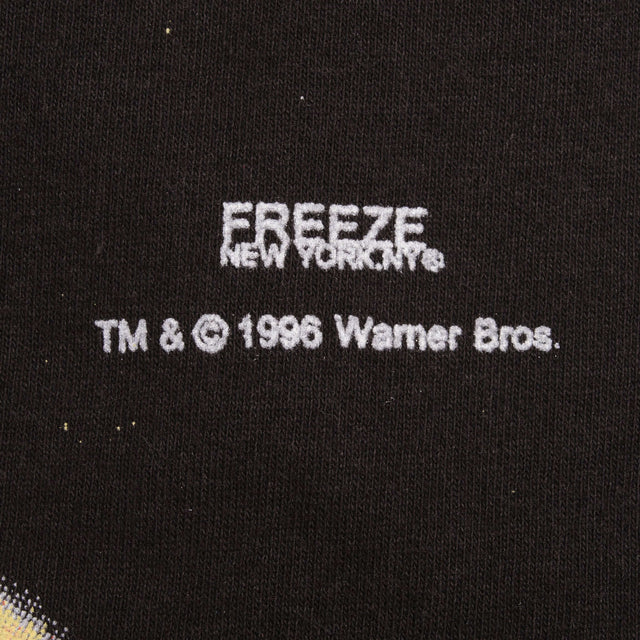 FREEZE
NEW YORK.NY®
TM & © 1996 Warner Bros.